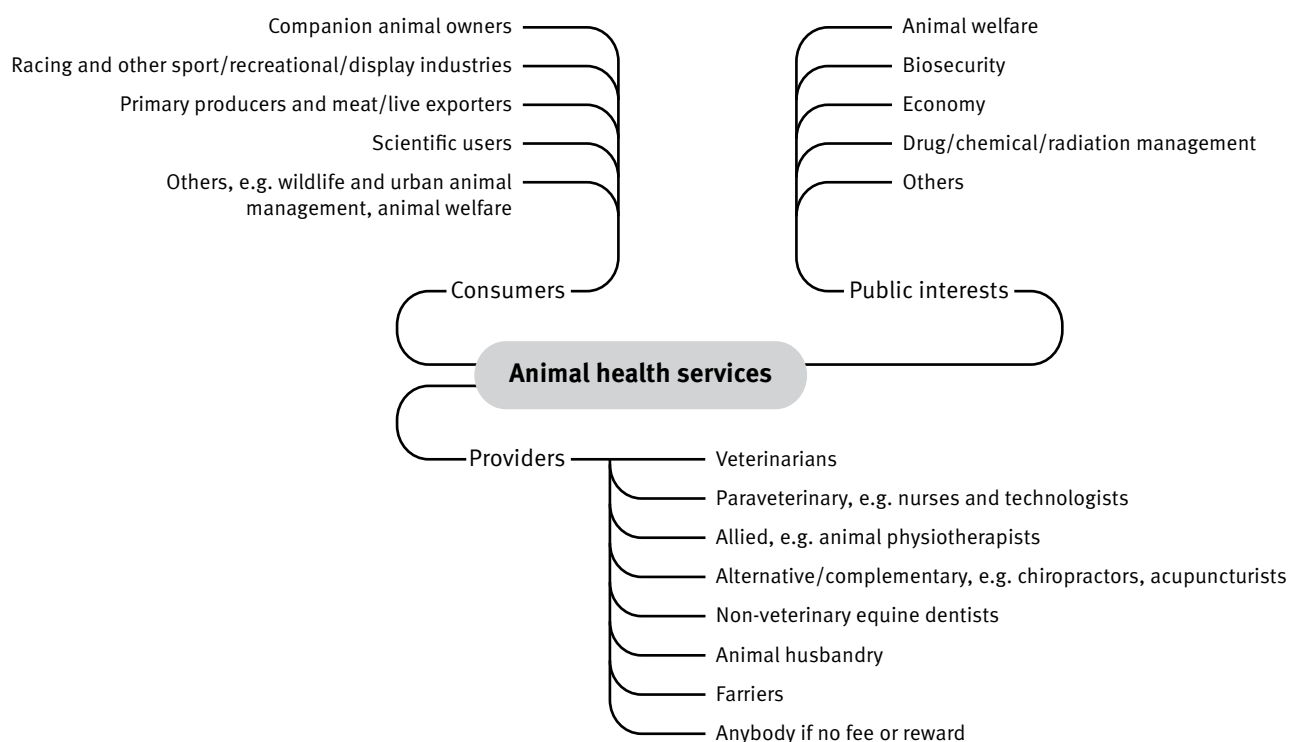 Companion animal owners
Racing and other sport/recreational/display industries
Primary producers and meat/live exporters
Scientific users
Others, e.g. wildlife and urban animal
management, animal welfare
Consumers
Animal welfare
Biosecurity
Economy
Drug/chemical/radiation management
Others
Public interests
Animal health services
Providers
Veterinarians
Paraveterinary, e.g. nurses and technologists
Allied, e.g. animal physiotherapists
Alternative/complementary, e.g. chiropractors, acupuncturists
Non-veterinary equine dentists
Animal husbandry
Farriers
Anybody if no fee or reward